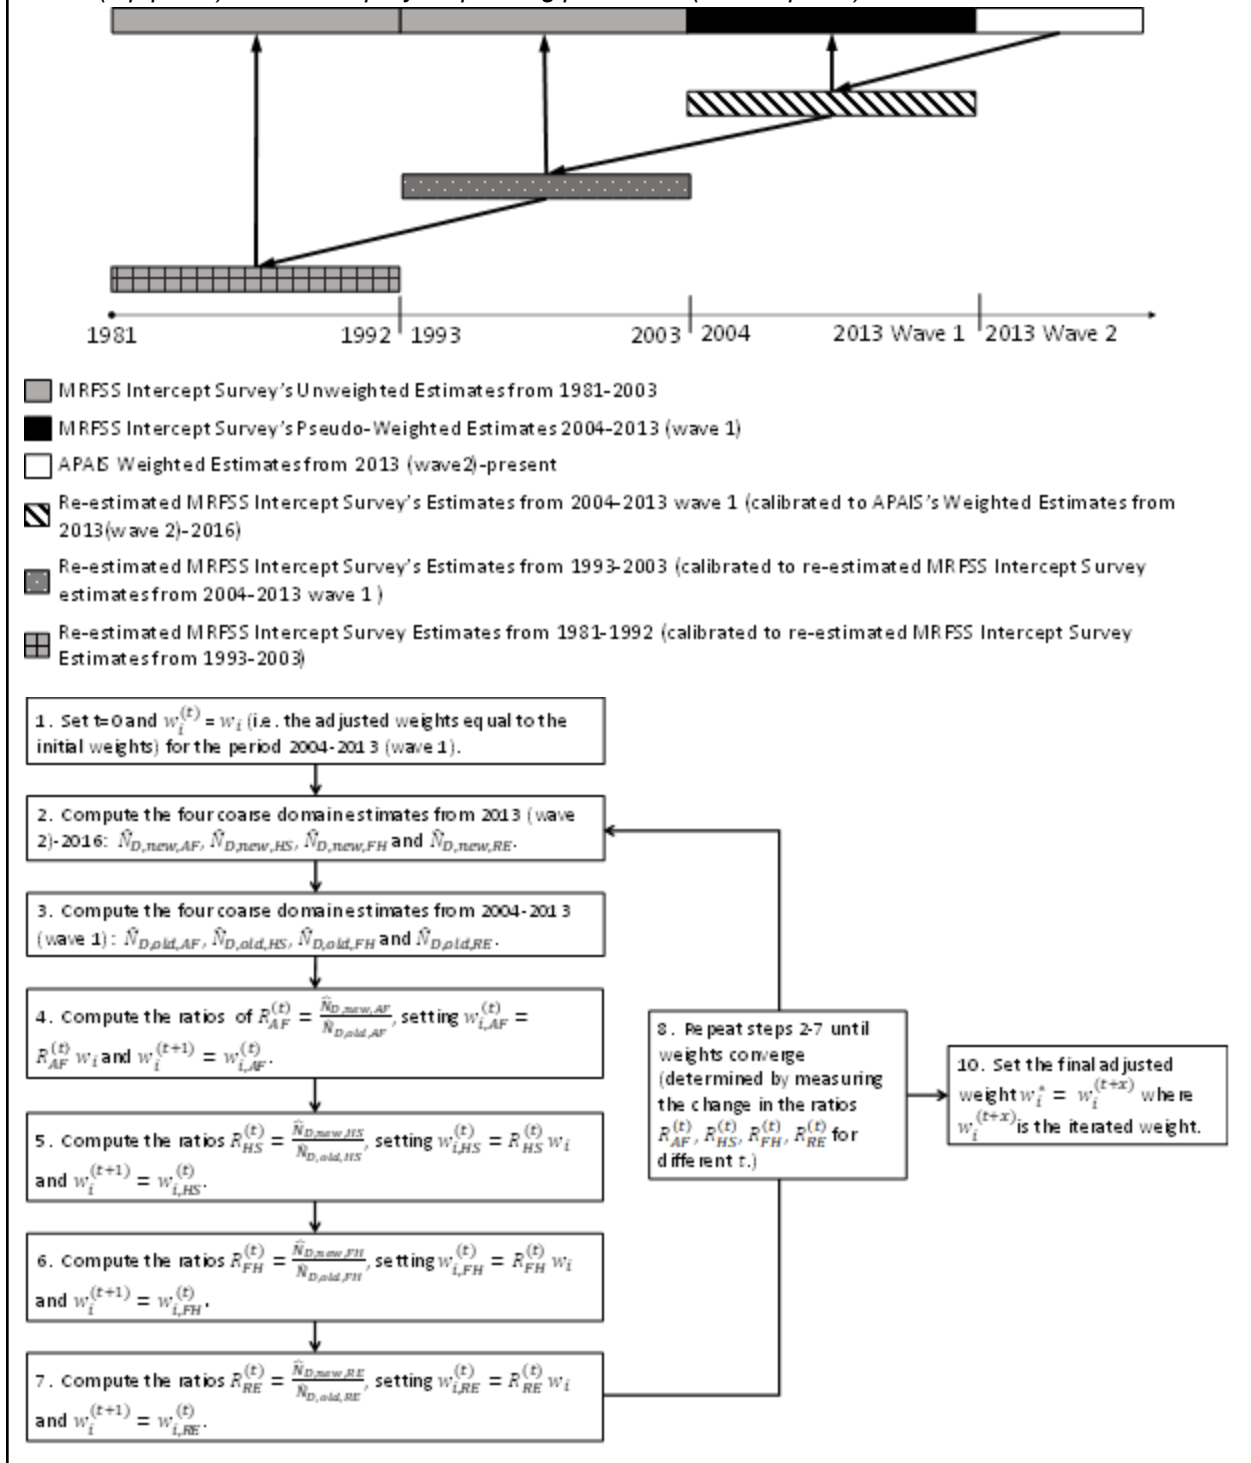 1981
1992
1993
2003
2004
2013 Wave 1
2013 Wave 2
MRFSS Intercept Survey's Unweighted Estimates from 1981-2003
MRFSS Intercept Survey's Pseudo-Weighted Estimates 2004-2013 (wave 1)
APAIS Weighted Estimates from 2013 (wave2)-present
Re-estimated MRFSS Intercept Survey's Estimates from 2004-2013 wave 1 (calibrated to APAIS's Weighted Estimates from
2013(wave 2)-2016)
Re-estimated MRFSS Intercept Survey's Estimates from 1993-2003 (calibrated to re-estimated MRFSS Intercept Survey
estimates from 2004-2013 wave 1 )
Re-estimated MRFSS Intercept Survey Estimates from 1981-1992 (calibrated to re-estimated MRFSS Intercept Survey
Estimates from 1993-2003)
1. Set t=0 and w_i^(t) = w_i (i.e. the adjusted weights equal to the
initial weights) for the period 2004-2013 (wave 1).
2. Compute the four coarse domain estimates from 2013 (wave
2)-2016: N̂_D,new,AF, N̂_D,new,HS, N̂_D,new,FH and N̂_D,new,RE.
3. Compute the four coarse domain estimates from 2004-2013
(wave 1): N̂_D,old,AF, N̂_D,old,HS, N̂_D,old,FH and N̂_D,old,RE.
4. Compute the ratios of R_AF^(t) = N̂_D,new,AF / N̂_D,old,AF, setting w_i,AF^(t) =
R_AF^(t) w_i and w_i^(t+1) = w_i,AF^(t).
5. Compute the ratios R_HS^(t) = N̂_D,new,HS / N̂_D,old,HS, setting w_i,HS^(t) = R_HS^(t) w_i
and w_i^(t+1) = w_i,HS^(t).
6. Compute the ratios R_FH^(t) = N̂_D,new,FH / N̂_D,old,FH, setting w_i,FH^(t) = R_FH^(t) w_i
and w_i^(t+1) = w_i,FH^(t).
7. Compute the ratios R_RE^(t) = N̂_D,new,RE / N̂_D,old,RE, setting w_i,RE^(t) = R_RE^(t) w_i
and w_i^(t+1) = w_i,RE^(t).
8. Repeat steps 2-7 until
weights converge
(determined by measuring
the change in the ratios
R_AF^(t), R_HS^(t), R_FH^(t), R_RE^(t) for
different t.)
10. Set the final adjusted
weight w_i^* = w_i^(t+x) where
w_i^(t+x) is the iterated weight.